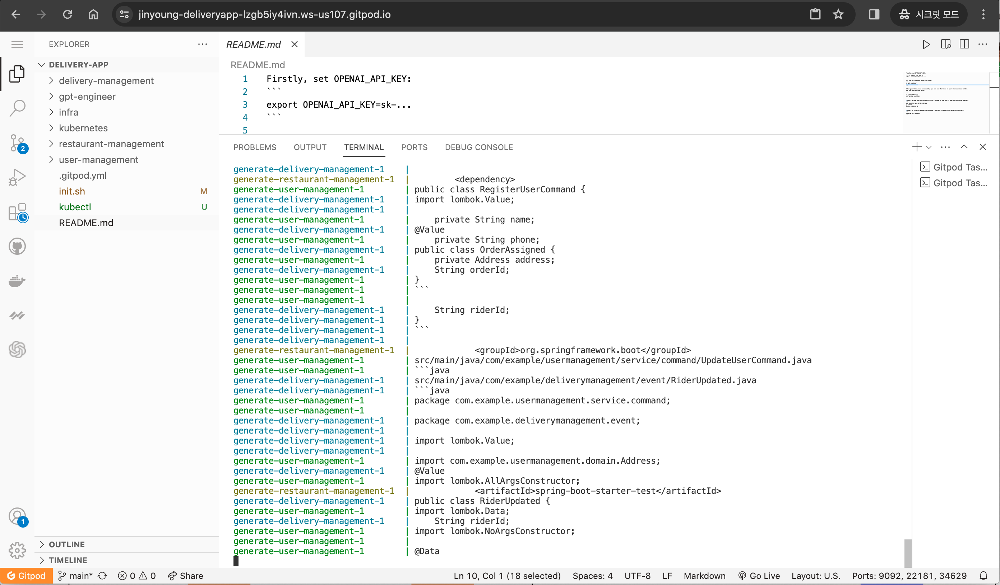 jinyoung-deliveryapp-lzgb5iy4ivn.ws-us107.gitpod.io
시크릿 모드
EXPLORER
DELIVERY-APP
delivery-management
gpt-engineer
infra
kubernetes
restaurant-management
user-management
.gitpod.yml
init.sh M
kubectl U
README.md
OUTLINE
TIMELINE
2
1
README.md
README.md
1 Firstly, set OPENAI_API_KEY:
2 ```
3 export OPENAI_API_KEY=sk-...
4 ```
5
PROBLEMS OUTPUT TERMINAL PORTS DEBUG CONSOLE
Gitpod Tas...
Gitpod Tas...
generate-delivery-management-1 |
generate-restaurant-management-1 | <dependency>
generate-user-management-1 | public class RegisterUserCommand {
generate-delivery-management-1 | import lombok.Value;
generate-delivery-management-1 |
generate-user-management-1 | private String name;
generate-delivery-management-1 | @Value
generate-user-management-1 | private String phone;
generate-delivery-management-1 | public class OrderAssigned {
generate-user-management-1 | private Address address;
generate-delivery-management-1 | String orderId;
generate-user-management-1 | }
generate-user-management-1 | ```
generate-user-management-1 |
generate-delivery-management-1 | String riderId;
generate-delivery-management-1 | }
generate-delivery-management-1 | ```
generate-delivery-management-1 |
generate-restaurant-management-1 | <groupId>org.springframework.boot</groupId>
generate-user-management-1 | src/main/java/com/example/usermanagement/service/command/UpdateUserCommand.java
generate-user-management-1 | ```java
generate-delivery-management-1 | src/main/java/com/example/deliverymanagement/event/RiderUpdated.java
generate-delivery-management-1 | ```java
generate-user-management-1 | package com.example.usermanagement.service.command;
generate-user-management-1 |
generate-delivery-management-1 | package com.example.deliverymanagement.event;
generate-delivery-management-1 |
generate-delivery-management-1 | import lombok.Value;
generate-delivery-management-1 |
generate-user-management-1 | import com.example.usermanagement.domain.Address;
generate-delivery-management-1 | @Value
generate-user-management-1 | import lombok.AllArgsConstructor;
generate-restaurant-management-1 | <artifactId>spring-boot-starter-test</artifactId>
generate-delivery-management-1 | public class RiderUpdated {
generate-user-management-1 | import lombok.Data;
generate-delivery-management-1 | String riderId;
generate-user-management-1 | import lombok.NoArgsConstructor;
generate-user-management-1 |
generate-user-management-1 | @Data
Gitpod main* 0 0 Share Ln 10, Col 1 (18 selected) Spaces: 4 UTF-8 LF Markdown Go Live Layout: U.S. Ports: 9092, 22181, 34629